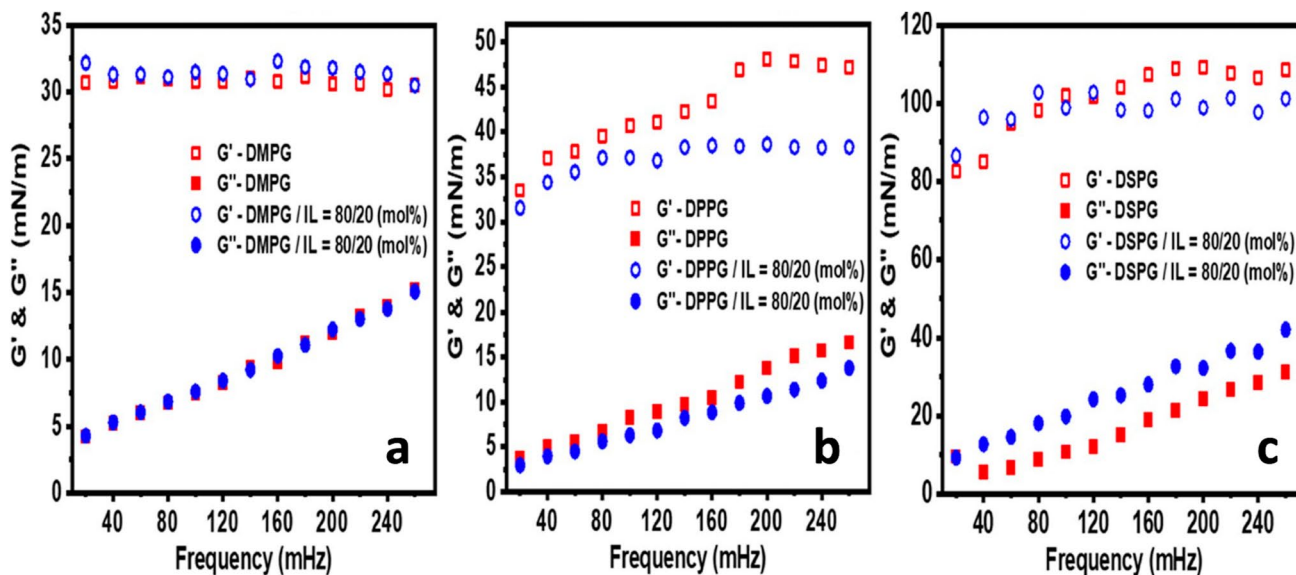 G' & G'' (mN/m)
35
30
25
20
15
10
5
0
G' - DMPG
G''- DMPG
G' - DMPG / IL = 80/20 (mol%)
G''- DMPG / IL = 80/20 (mol%)
a
40 80 120 160 200 240
Frequency (mHz)
G' & G'' (mN/m)
50
45
40
35
30
25
20
15
10
5
0
G' - DPPG
G''- DPPG
G' - DPPG / IL = 80/20 (mol%)
G''- DPPG / IL = 80/20 (mol%)
b
40 80 120 160 200 240
Frequency (mHz)
G' & G'' (mN/m)
120
100
80
60
40
20
0
G' - DSPG
G''- DSPG
G' - DSPG / IL = 80/20 (mol%)
G''- DSPG / IL = 80/20 (mol%)
c
40 80 120 160 200 240
Frequency (mHz)